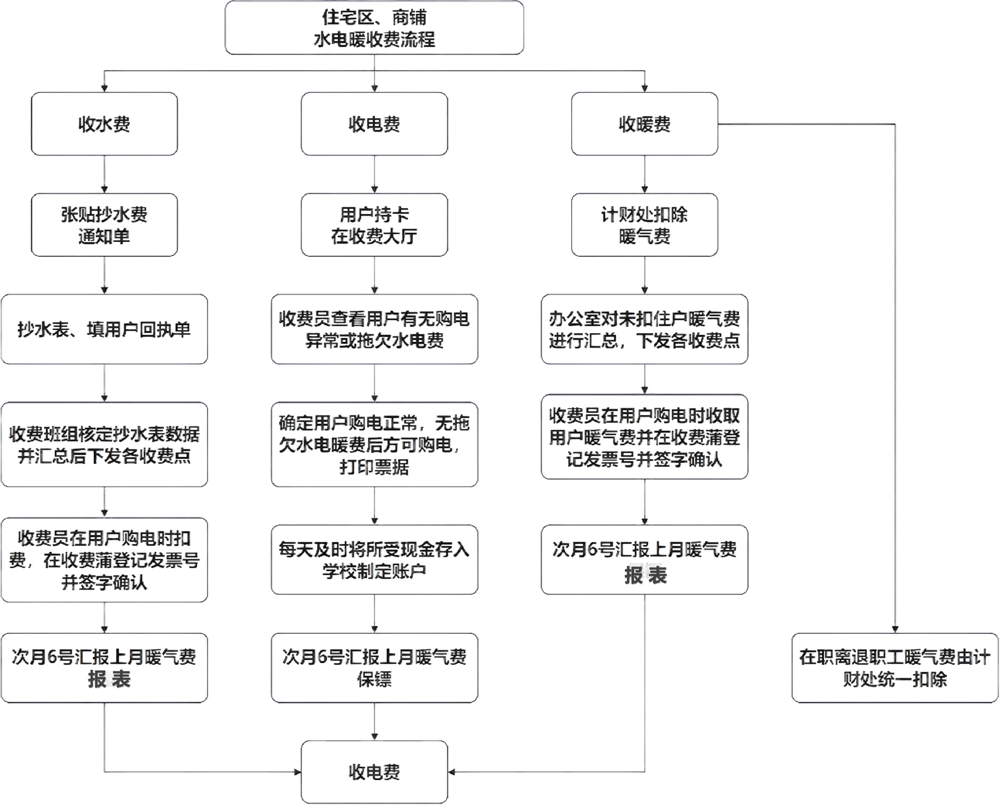 住宅区、商铺
水电暖收费流程
收水费
收电费
收暖费
张贴抄水费
通知单
用户持卡
在收费大厅
计财处扣除
暖气费
抄水表、填用户回执单
收费员查看用户有无购电
异常或拖欠水电费
办公室对未扣住户暖气费
进行汇总，下发各收费点
收费班组核定抄水表数据
并汇总后下发各收费点
确定用户购电正常，无拖
欠水电暖费后方可购电，
打印票据
收费员在用户购电时收取
用户暖气费并在收费蒲登
记发票号并签字确认
收费员在用户购电时扣
费，在收费蒲登记发票号
并签字确认
每天及时将所受现金存入
学校制定账户
次月6号汇报上月暖气费
报 表
次月6号汇报上月暖气费
报 表
次月6号汇报上月暖气费
保镖
在职离退职工暖气费由计
财处统一扣除
收电费